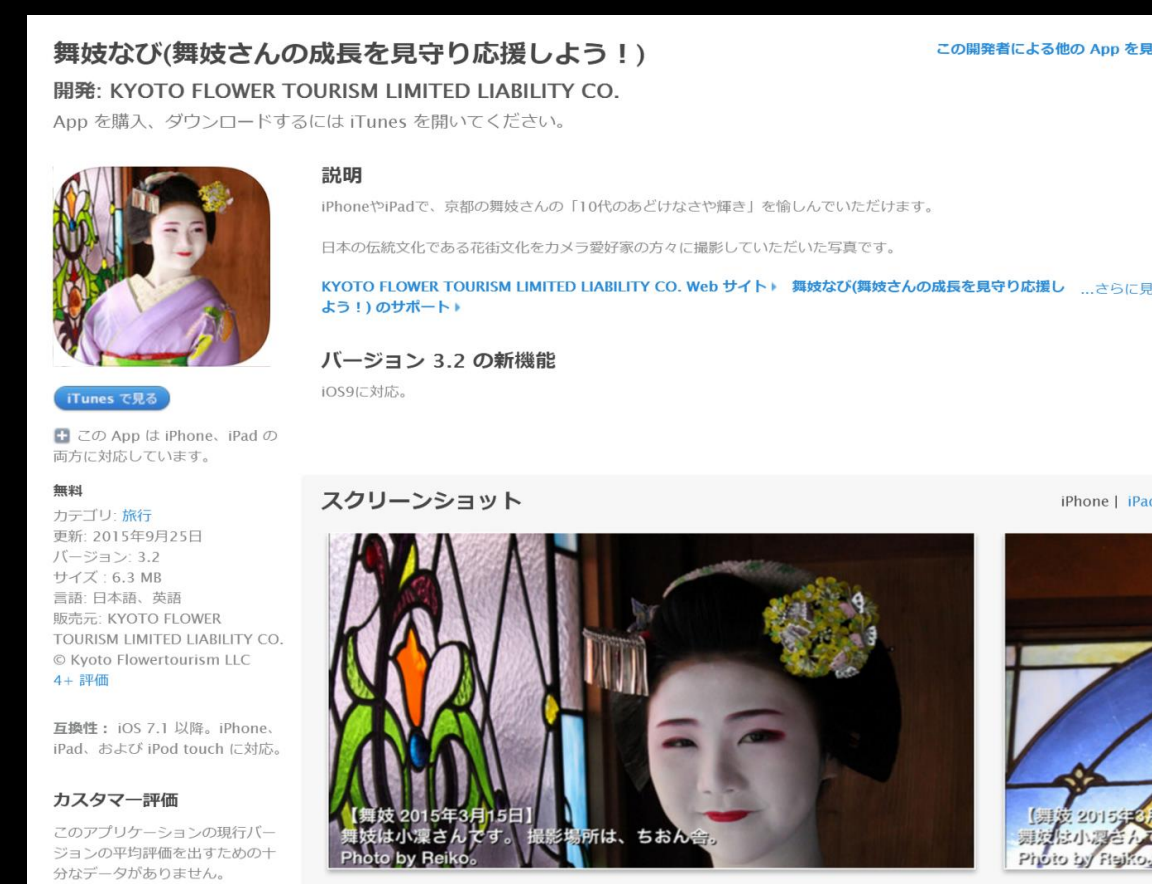 舞妓なび(舞妓さんの成長を見守り応援しよう！)
この開発者による他の App を見
開発: KYOTO FLOWER TOURISM LIMITED LIABILITY CO.
App を購入、ダウンロードするには iTunes を開いてください。
説明
iPhoneやiPadで、京都の舞妓さんの「10代のあどけなさや輝き」を愉しんでいただけます。
日本の伝統文化である花街文化をカメラ愛好家の方々に撮影していただいた写真です。
KYOTO FLOWER TOURISM LIMITED LIABILITY CO. Web サイト 舞妓なび(舞妓さんの成長を見守り応援し ...さらに見
よう！) のサポート
バージョン 3.2 の新機能
iOS9に対応。
iTunes で見る
この App は iPhone、iPad の
両方に対応しています。
無料
カテゴリ: 旅行
更新: 2015年9月25日
バージョン: 3.2
サイズ : 6.3 MB
言語: 日本語、英語
販売元: KYOTO FLOWER
TOURISM LIMITED LIABILITY CO.
© Kyoto Flowertourism LLC
4+ 評価
互換性： iOS 7.1 以降。iPhone、
iPad、および iPod touch に対応。
カスタマー評価
このアプリケーションの現行バー
ジョンの平均評価を出すための十
分なデータがありません。
スクリーンショット
iPhone | iPad
【舞妓 2015年3月15日】
舞妓は小凜さんです。 撮影場所は、ちおん舎。
Photo by Reiko。
【舞妓 2015年3月
舞妓は小凜さんで
Photo by Reiko。